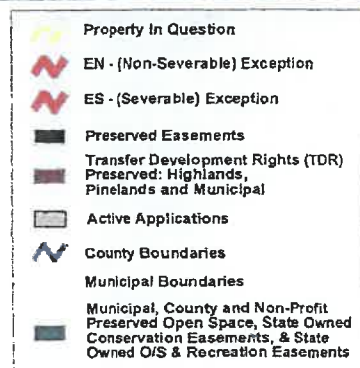 Property In Question
EN - (Non-Severable) Exception
ES - (Severable) Exception
Preserved Easements
Transfer Development Rights (TDR)
Preserved: Highlands,
Pinelands and Municipal
Active Applications
County Boundaries
Municipal Boundaries
Municipal, County and Non-Profit
Preserved Open Space, State Owned
Conservation Easements, & State
Owned O/S & Recreation Easements